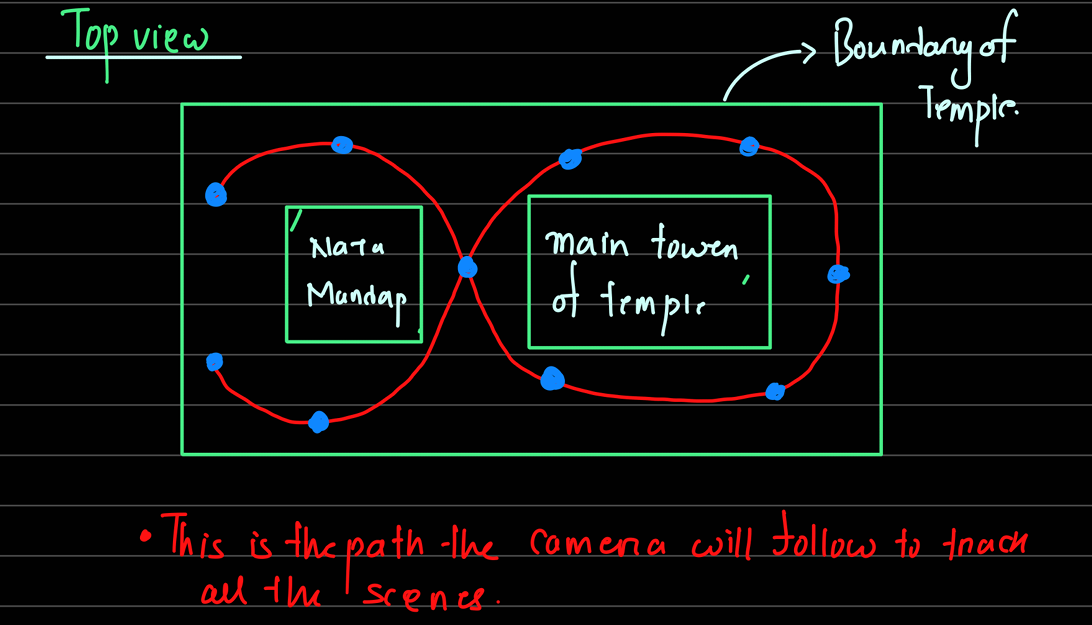 Top view
Boundary of
Temple.
Nata
Mandap
main tower
of temple
• This is the path the camera will follow to track
all the scenes.